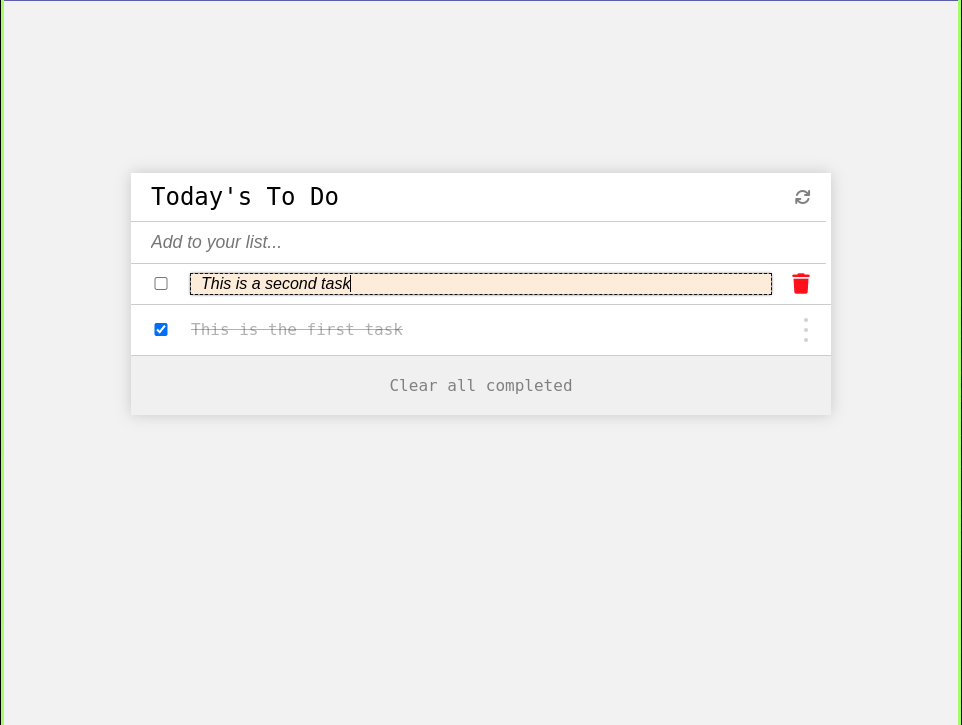 Today's To Do
Add to your list...
This is a second task
This is the first task
Clear all completed